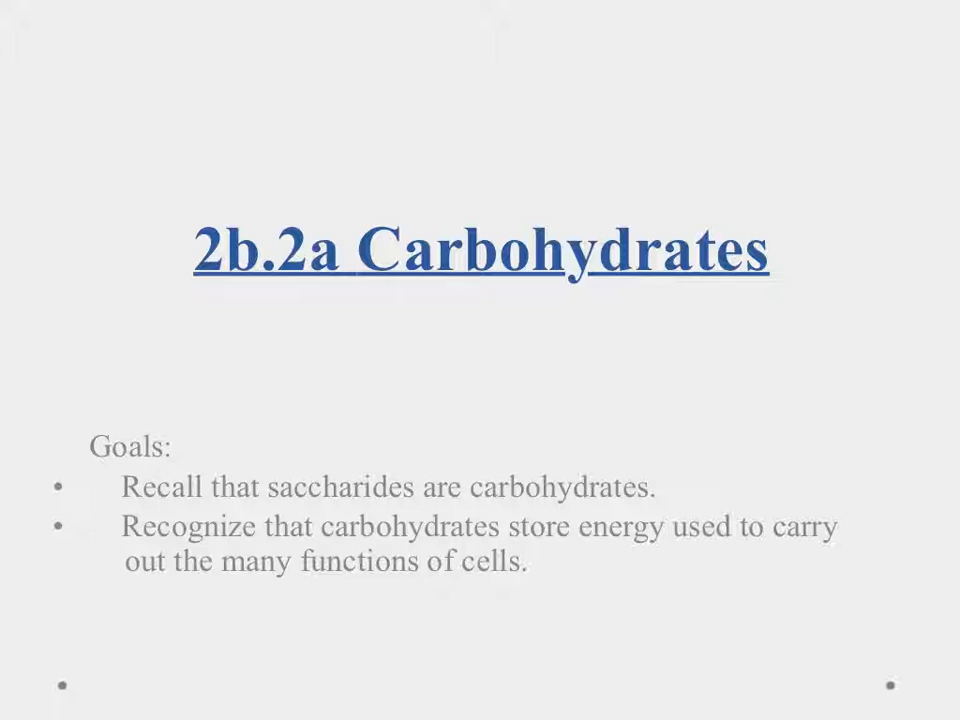 2b.2a Carbohydrates
Goals:
• Recall that saccharides are carbohydrates.
• Recognize that carbohydrates store energy used to carry
out the many functions of cells.